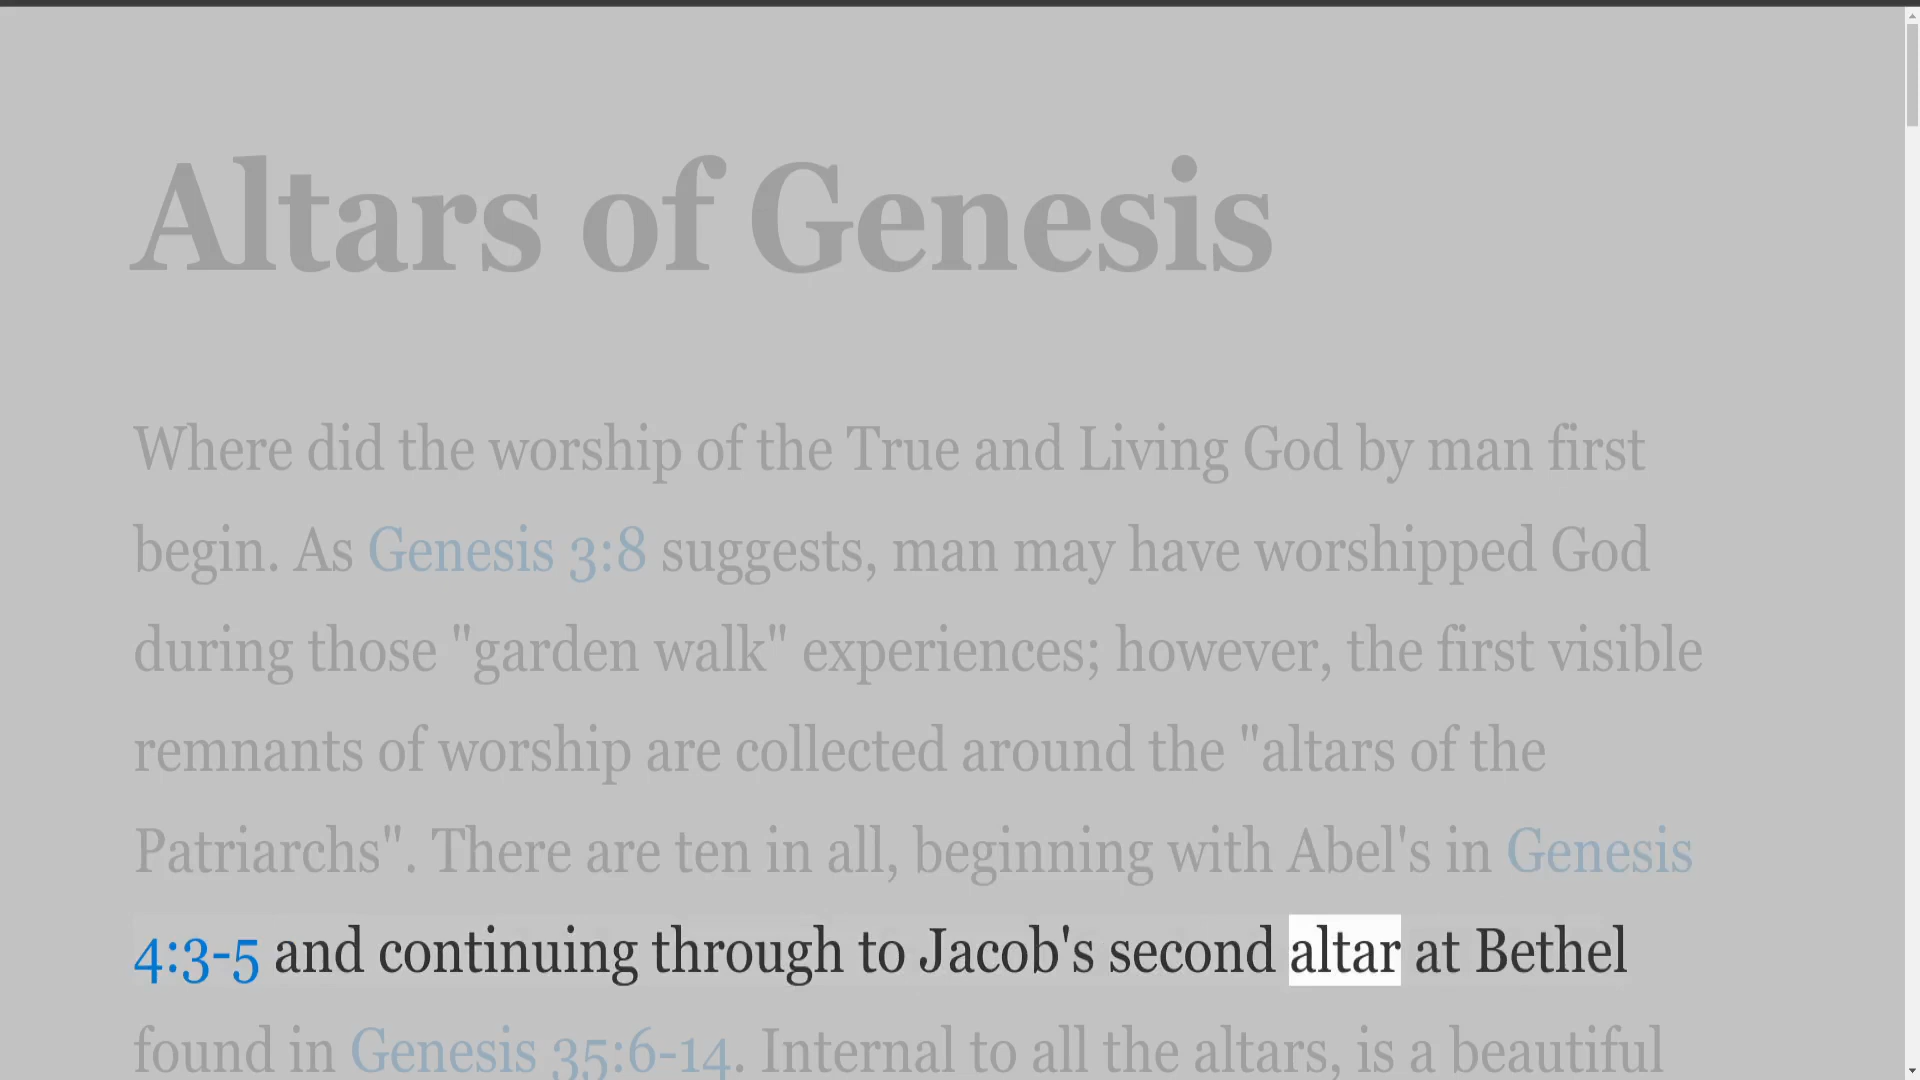 Altars of Genesis
Where did the worship of the True and Living God by man first
begin. As Genesis 3:8 suggests, man may have worshipped God
during those "garden walk" experiences; however, the first visible
remnants of worship are collected around the "altars of the
Patriarchs". There are ten in all, beginning with Abel's in Genesis
4:3-5 and continuing through to Jacob's second altar at Bethel
found in Genesis 35:6-14. Internal to all the altars, is a beautiful